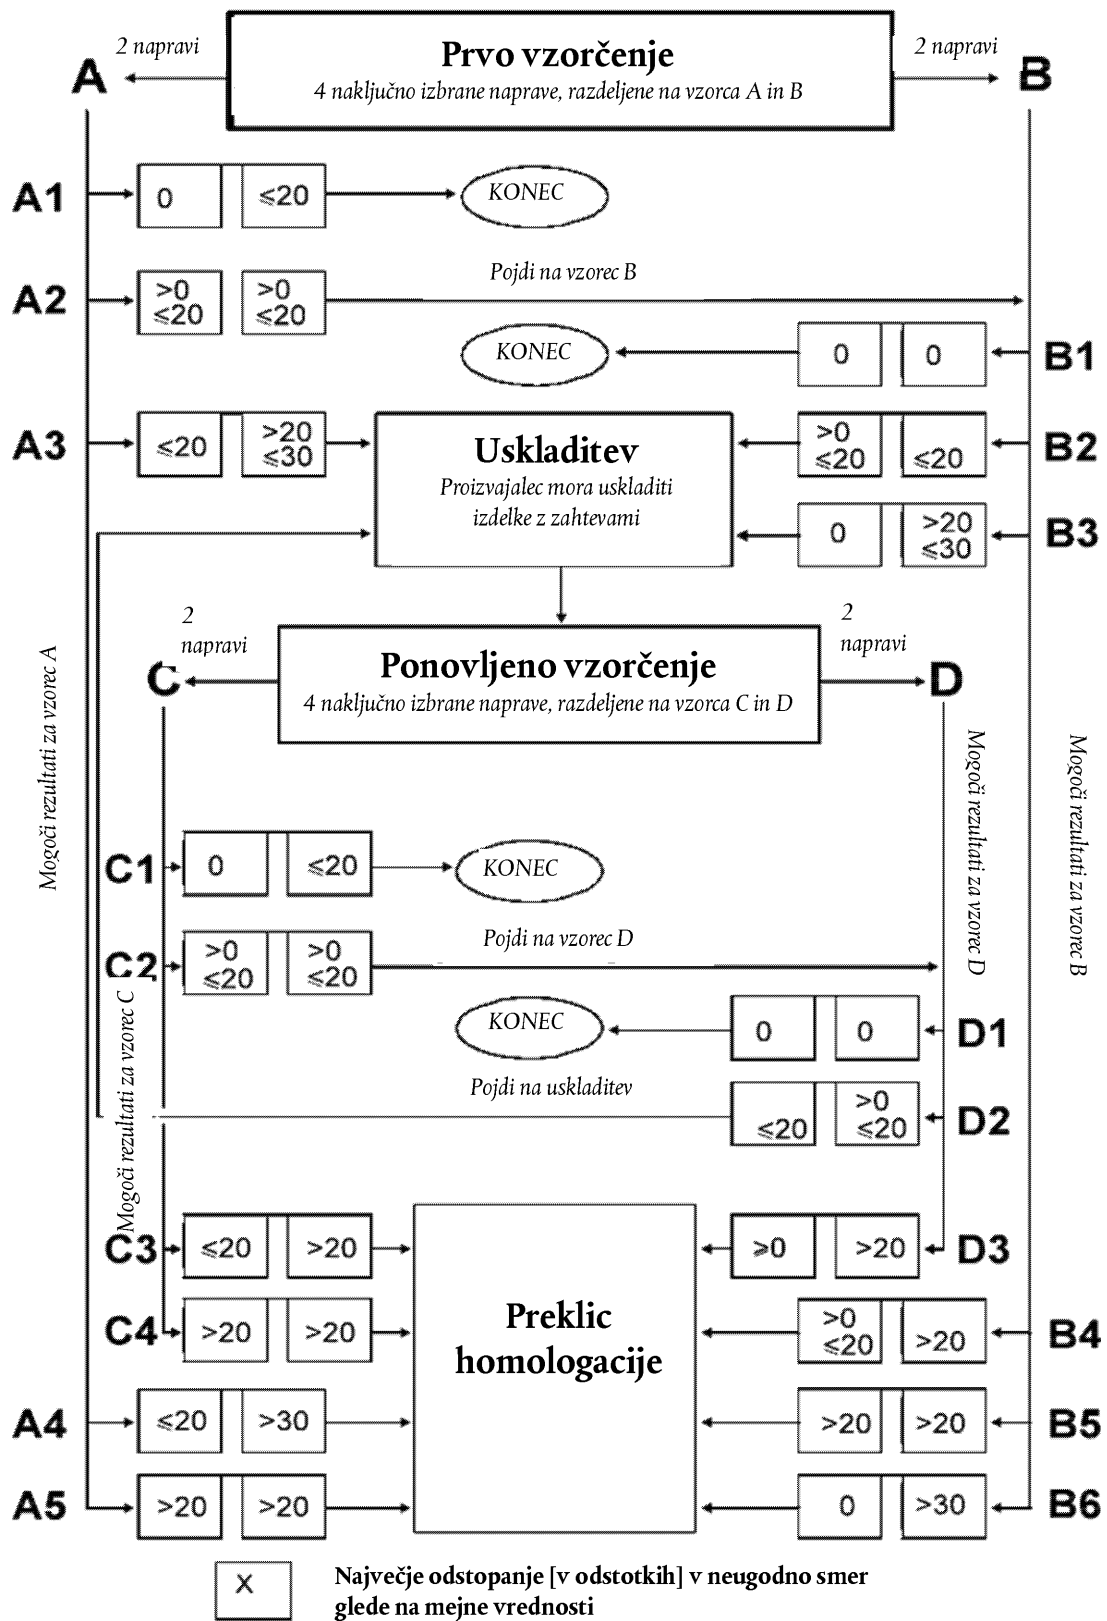 2 napravi
Prvo vzorčenje
2 napravi
A
4 naključno izbrane naprave, razdeljene na vzorca A in B
B
A1
0
≤20
KONEC
A2
>0
≤20
>0
≤20
Pojdi na vzorec B
KONEC
0
0
B1
A3
≤20
>20
≤30
Uskladitev
Proizvajalec mora uskladiti
izdelke z zahtevami
>0
≤20
≤20
B2
0
>20
≤30
B3
2
napravi
2
napravi
C
Ponovljeno vzorčenje
4 naključno izbrane naprave, razdeljene na vzorca C in D
D
Mogoči rezultati za vzorec A
Mogoči rezultati za vzorec D
Mogoči rezultati za vzorec B
C1
0
≤20
KONEC
C2
>0
≤20
>0
≤20
Pojdi na vzorec D
Mogoči rezultati za vzorec C
KONEC
0
0
D1
Pojdi na uskladitev
≤20
>0
≤20
D2
C3
≤20
>20
Preklic
homologacije
≥0
>20
D3
C4
>20
>20
>0
≤20
>20
B4
A4
≤20
>30
>20
>20
B5
A5
>20
>20
0
>30
B6
X
Največje odstopanje [v odstotkih] v neugodno smer
glede na mejne vrednosti